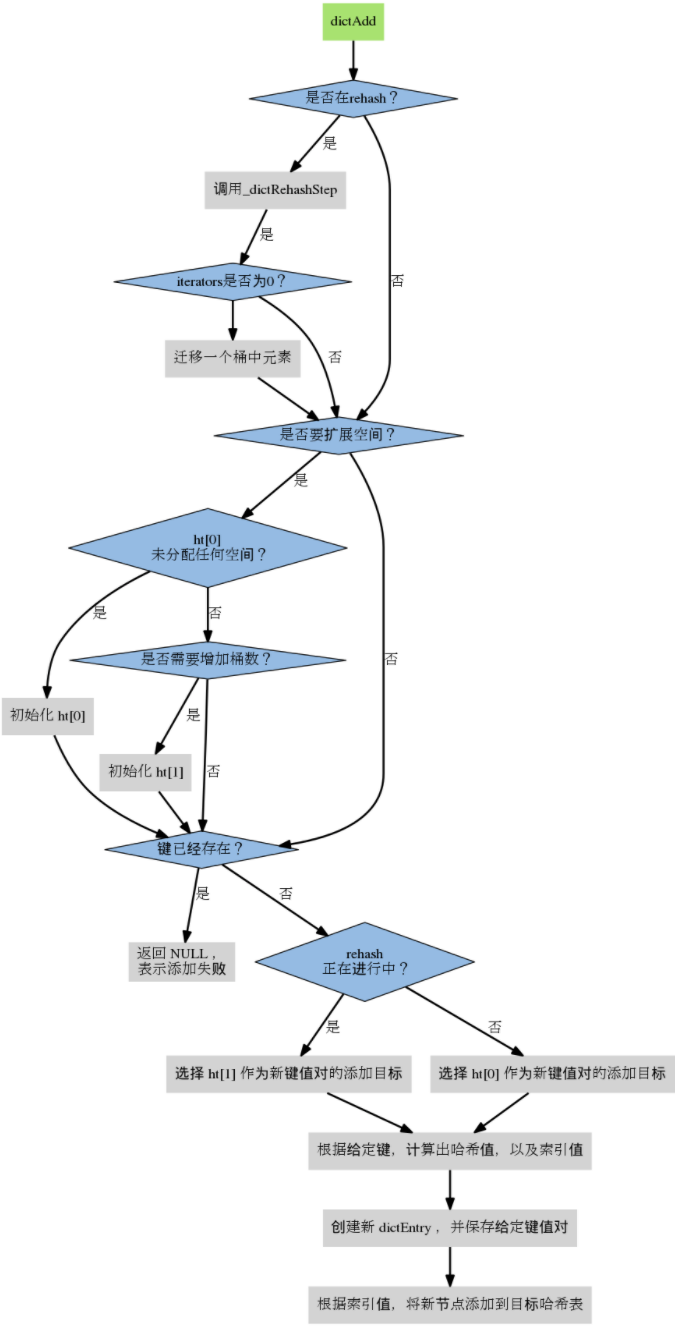 dictAdd
是否在rehash？
是
调用_dictRehashStep
是
iterators是否为0？
否
迁移一个桶中元素
否
是否要扩展空间？
是
ht[0]
未分配任何空间？
是
否
是否需要增加桶数？
否
是
初始化 ht[0]
初始化 ht[1]
否
键已经存在？
是
否
返回 NULL ，
表示添加失败
rehash
正在进行中？
是
否
选择 ht[1] 作为新键值对的添加目标
选择 ht[0] 作为新键值对的添加目标
根据给定键，计算出哈希值，以及索引值
创建新 dictEntry ，并保存给定键值对
根据索引值，将新节点添加到目标哈希表